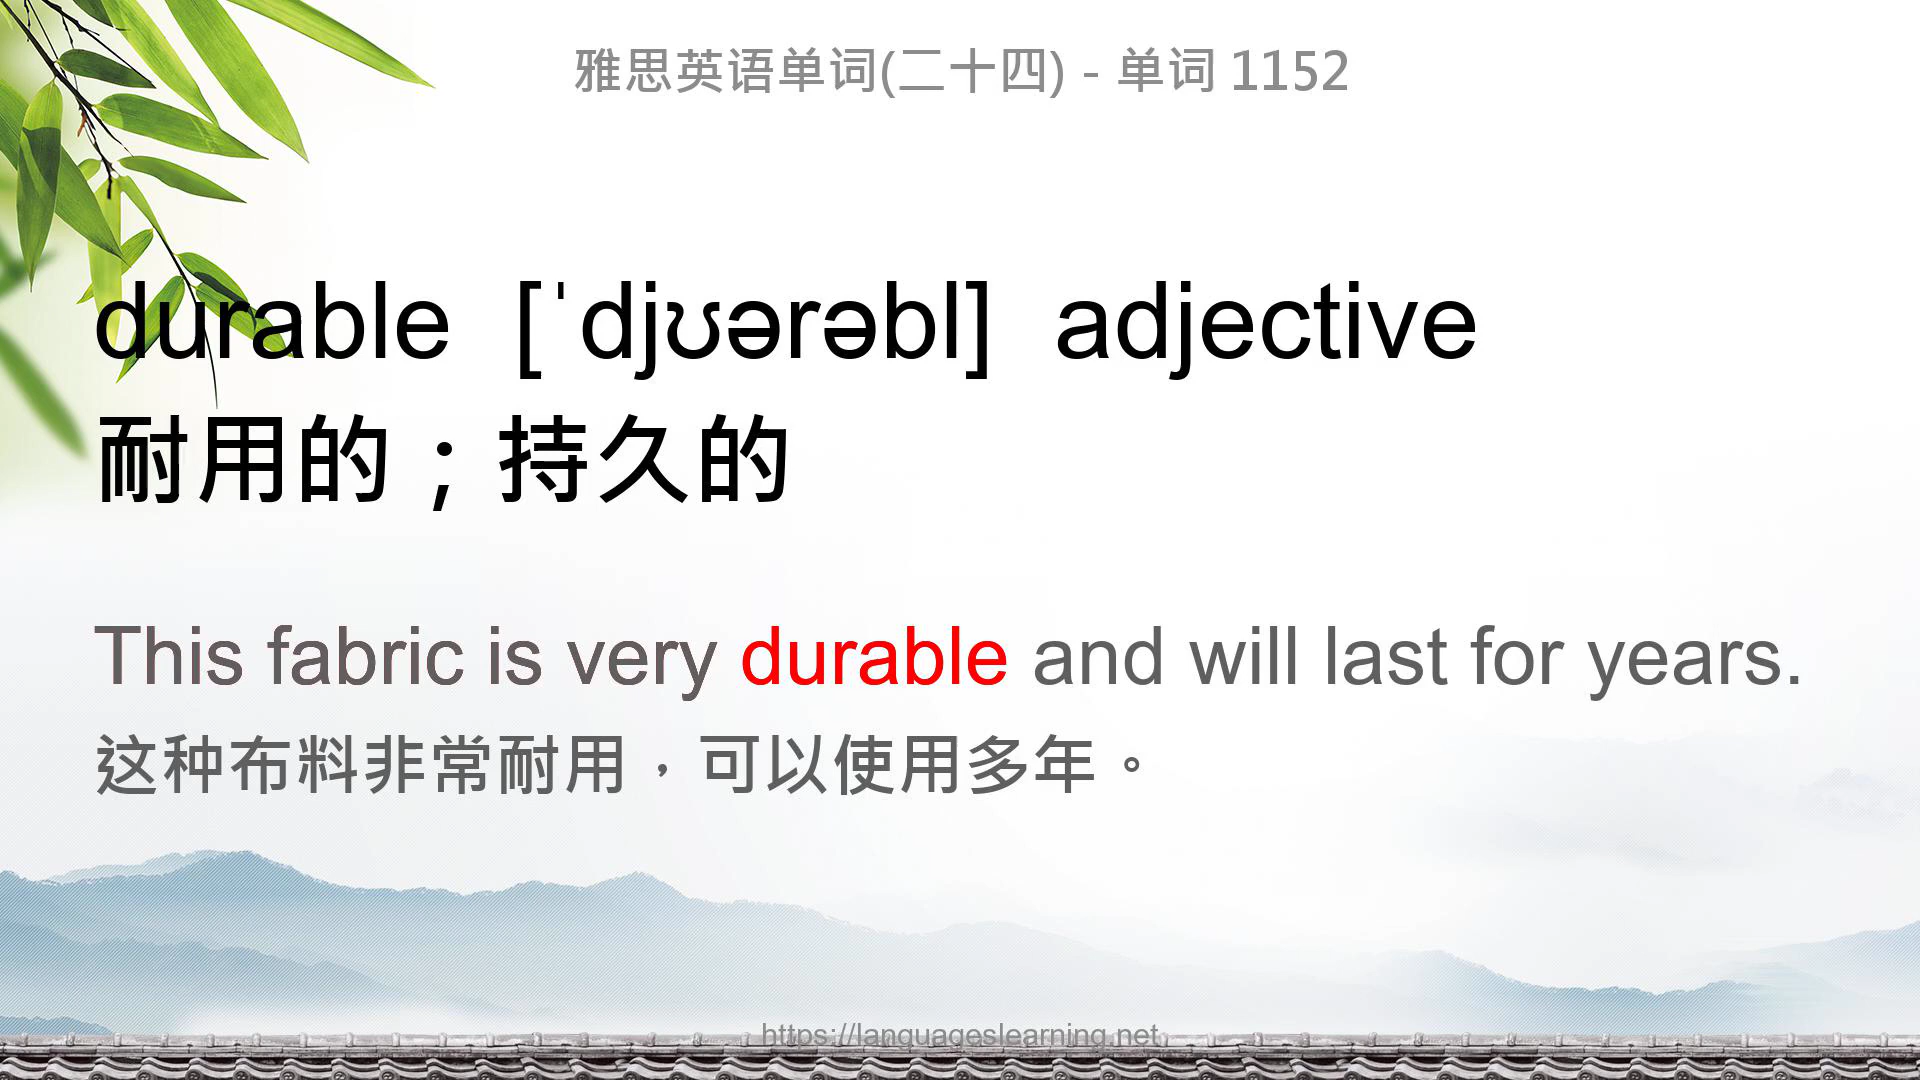 雅思英语单词(二十四) - 单词 1152
durable [ˈdjʊərəbl] adjective
耐用的；持久的
This fabric is very durable and will last for years.
这种布料非常耐用，可以使用多年。
https://languageslearning.net